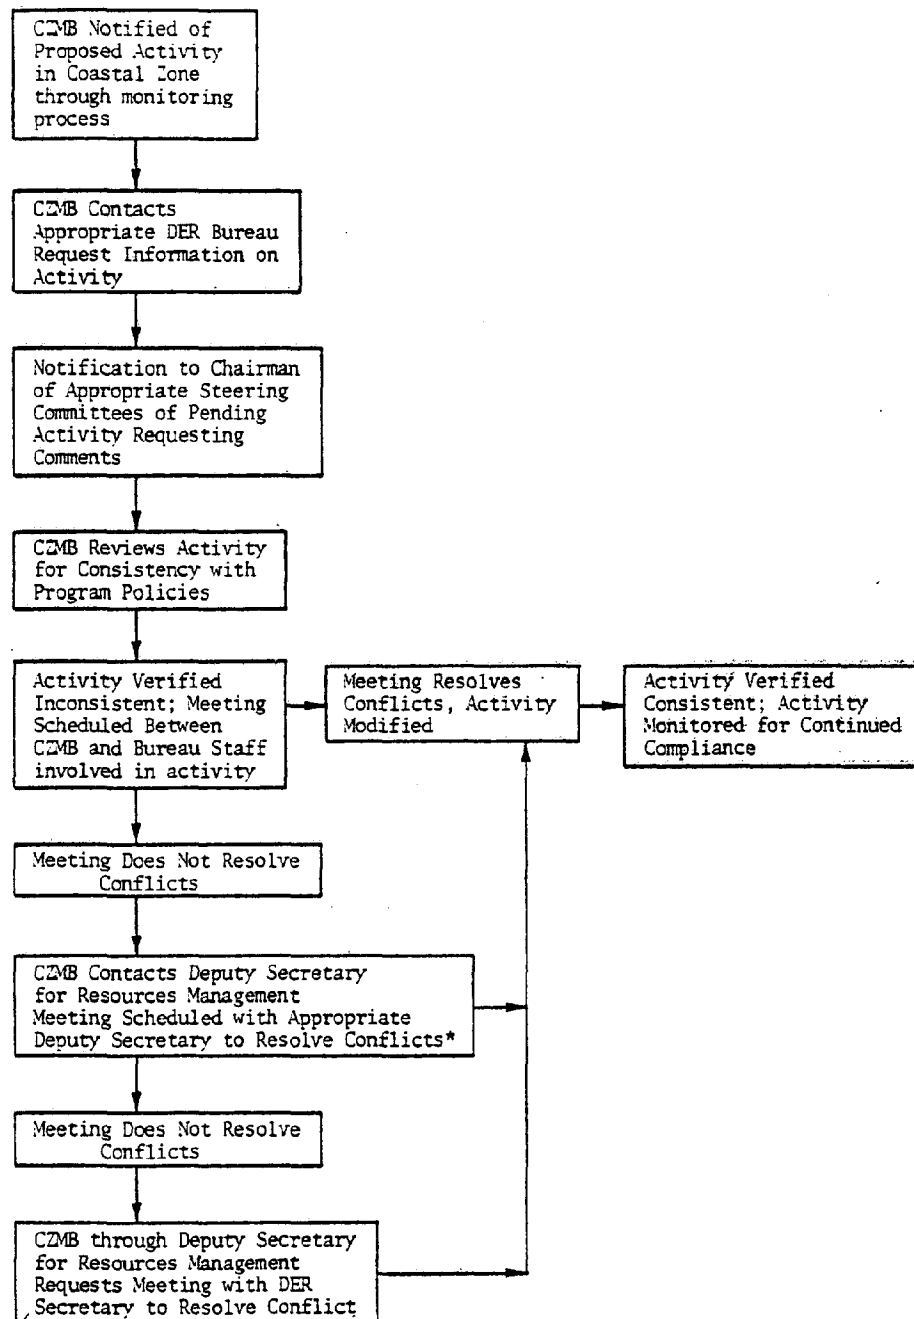 CZMB Notified of
Proposed Activity
in Coastal Zone
through monitoring
process
CZMB Contacts
Appropriate DER Bureau
Request Information on
Activity
Notification to Chairman
of Appropriate Steering
Committees of Pending
Activity Requesting
Comments
CZMB Reviews Activity
for Consistency with
Program Policies
Activity Verified
Inconsistent; Meeting
Scheduled Between
CZMB and Bureau Staff
involved in activity
Meeting Resolves
Conflicts, Activity
Modified
Activity Verified
Consistent; Activity
Monitored for Continued
Compliance
Meeting Does Not Resolve
Conflicts
CZMB Contacts Deputy Secretary
for Resources Management
Meeting Scheduled with Appropriate
Deputy Secretary to Resolve Conflicts*
Meeting Does Not Resolve
Conflicts
CZMB through Deputy Secretary
for Resources Management
Requests Meeting with DER
Secretary to Resolve Conflict